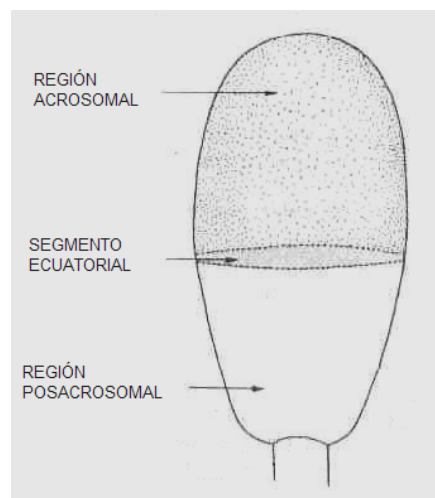 REGIÓN
ACROSOMAL
SEGMENTO
ECUATORIAL
REGIÓN
POSACROSOMAL